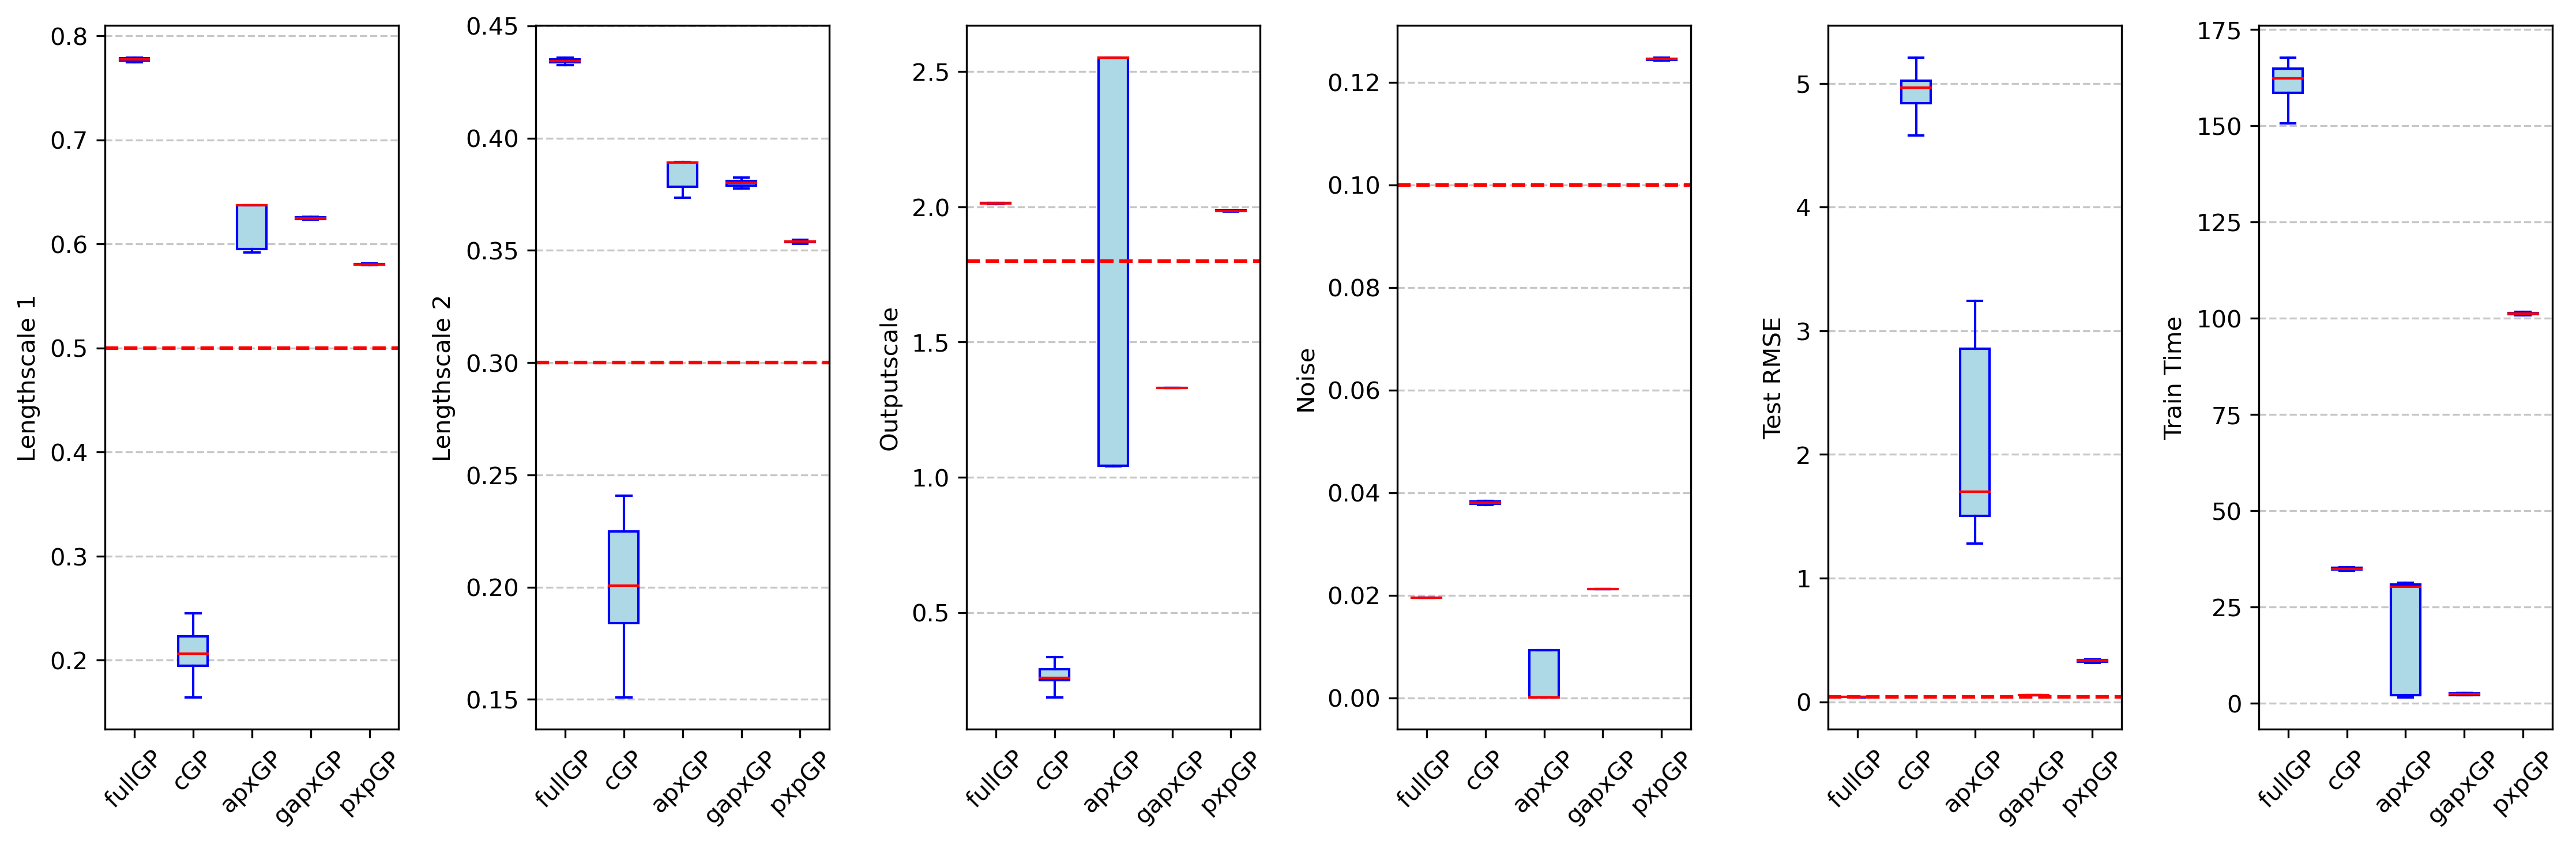 Lengthscale 1
0.8
0.7
0.6
0.5
0.4
0.3
0.2
fullGP
cGP
apxGP
gapxGP
pxpGP
Lengthscale 2
0.45
0.40
0.35
0.30
0.25
0.20
0.15
fullGP
cGP
apxGP
gapxGP
pxpGP
Outputscale
2.5
2.0
1.5
1.0
0.5
fullGP
cGP
apxGP
gapxGP
pxpGP
Noise
0.12
0.10
0.08
0.06
0.04
0.02
0.00
fullGP
cGP
apxGP
gapxGP
pxpGP
Test RMSE
5
4
3
2
1
0
fullGP
cGP
apxGP
gapxGP
pxpGP
Train Time
175
150
125
100
75
50
25
0
fullGP
cGP
apxGP
gapxGP
pxpGP